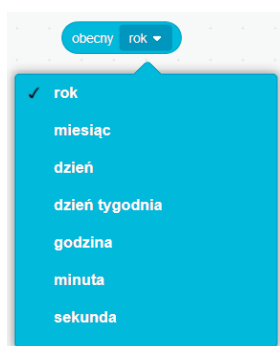 obecny rok
rok
miesiąc
dzień
dzień tygodnia
godzina
minuta
sekunda